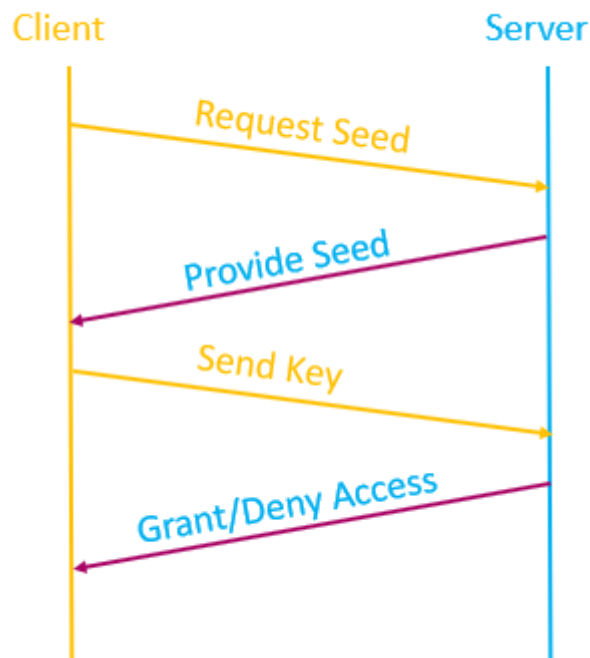 Client
Server
Request Seed
Provide Seed
Send Key
Grant/Deny Access